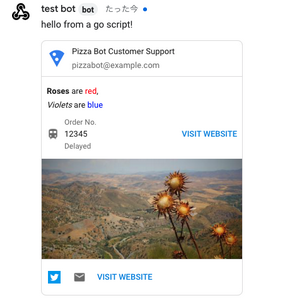 test bot bot たった今
hello from a go script!
Pizza Bot Customer Support
pizzabot@example.com
Roses are red,
Violets are blue
Order No.
12345
VISIT WEBSITE
Delayed
VISIT WEBSITE